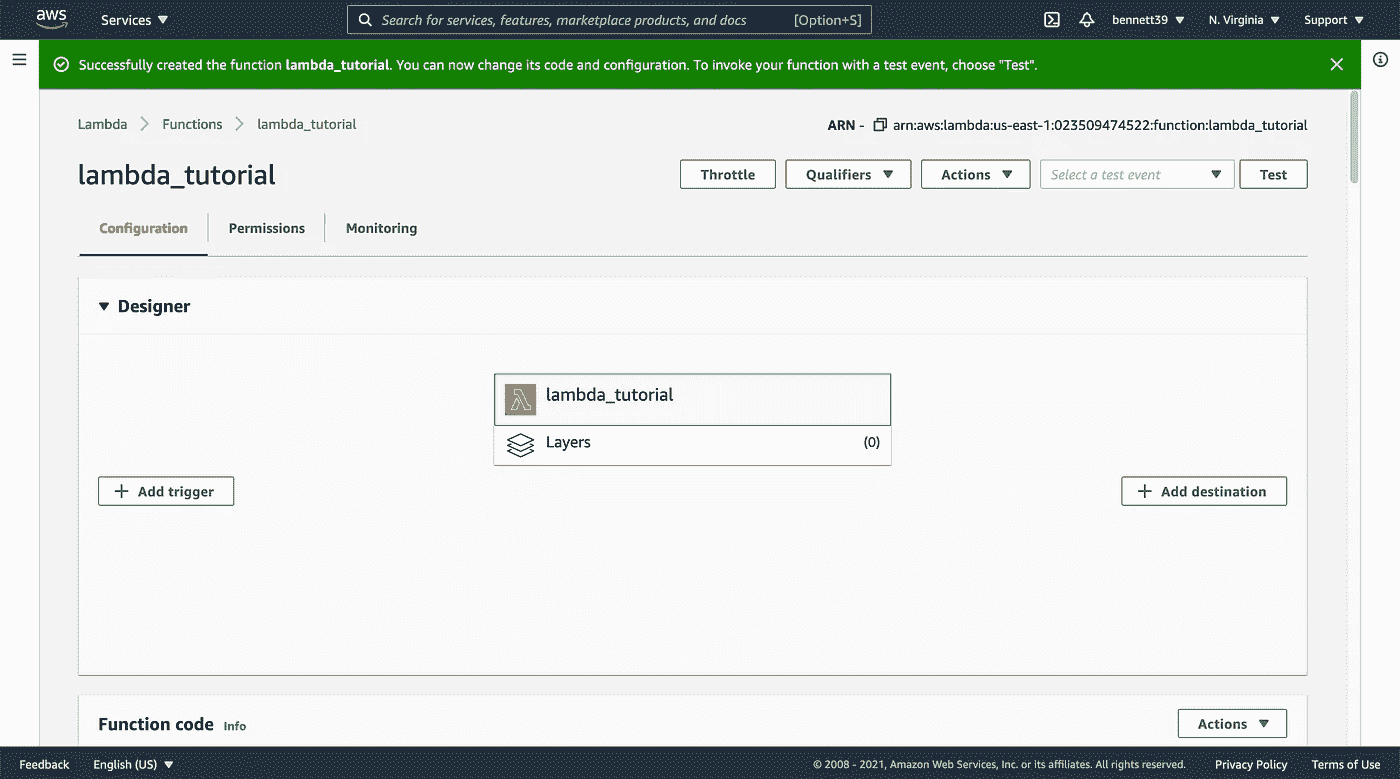 aws Services Search for services, features, marketplace products, and docs [Option+S] bennett39 N. Virginia Support
Successfully created the function lambda_tutorial. You can now change its code and configuration. To invoke your function with a test event, choose "Test".
Lambda Functions lambda_tutorial ARN - arn:aws:lambda:us-east-1:023509474522:function:lambda_tutorial
lambda_tutorial Throttle Qualifiers Actions Select a test event Test
Configuration Permissions Monitoring
Designer
lambda_tutorial
Layers (0)
Add trigger Add destination
Function code Info Actions
Feedback English (US) © 2008 - 2021, Amazon Web Services, Inc. or its affiliates. All rights reserved. Privacy Policy Terms of Use